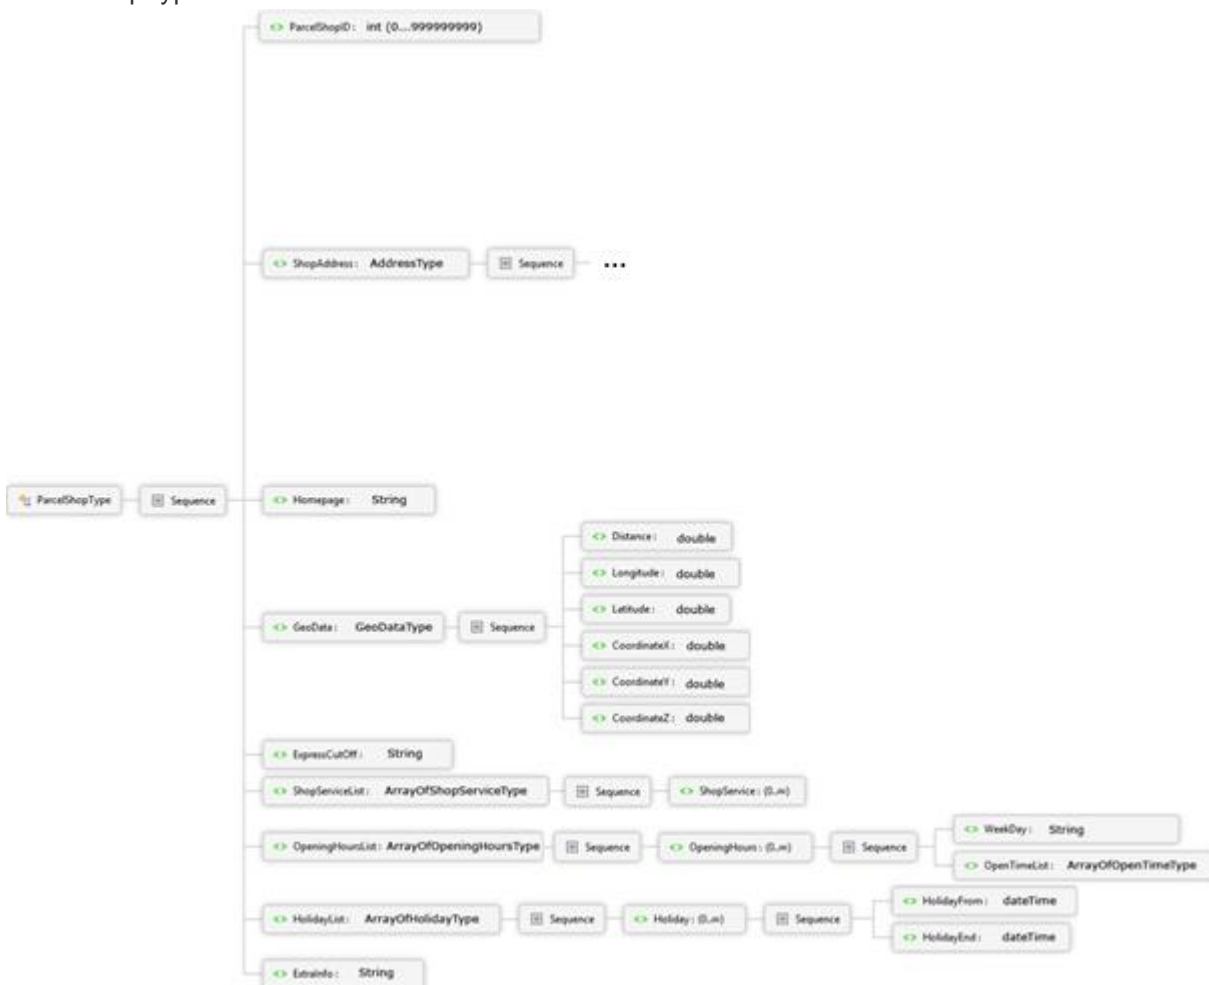 ParcelShopID: int (0...999999999)
ShopAddress: AddressType Sequence ...
ParcelShopType Sequence Homepage: String
Distance: double
Longitude: double
Latitude: double
GeoData: GeoDataType Sequence
CoordinateX: double
CoordinateY: double
CoordinateZ: double
ExpressCutOff: String
ShopServiceList: ArrayOfShopServiceType Sequence ShopService: (0..∞)
WeekDay: String
OpeningHoursList: ArrayOfOpeningHoursType Sequence OpeningHours: (0..∞) Sequence
OpenTimeList: ArrayOfOpenTimeType
HolidayFrom: dateTime
HolidayList: ArrayOfHolidayType Sequence Holiday: (0..∞) Sequence
HolidayEnd: dateTime
ExtraInfo: String